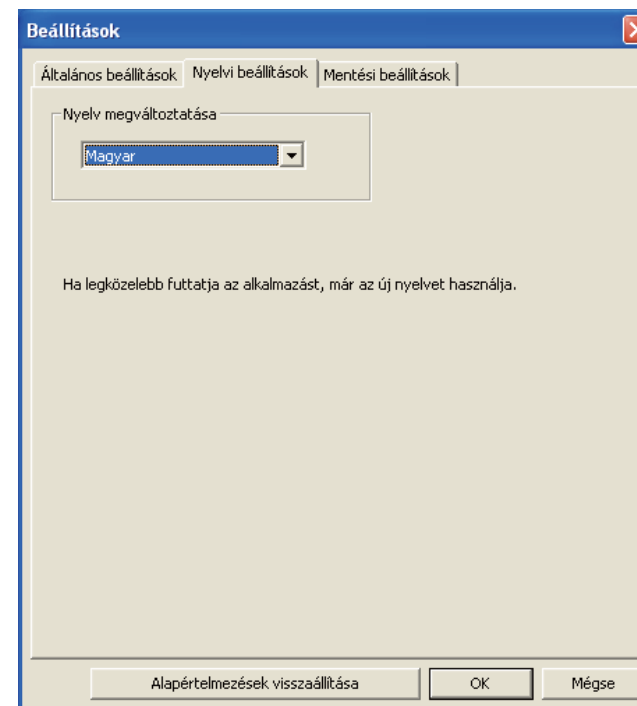 Beállítások
Általános beállítások Nyelvi beállítások Mentési beállítások
Nyelv megváltoztatása
Magyar
Ha legközelebb futtatja az alkalmazást, már az új nyelvet használja.
Alapértelmezések visszaállítása OK Mégse